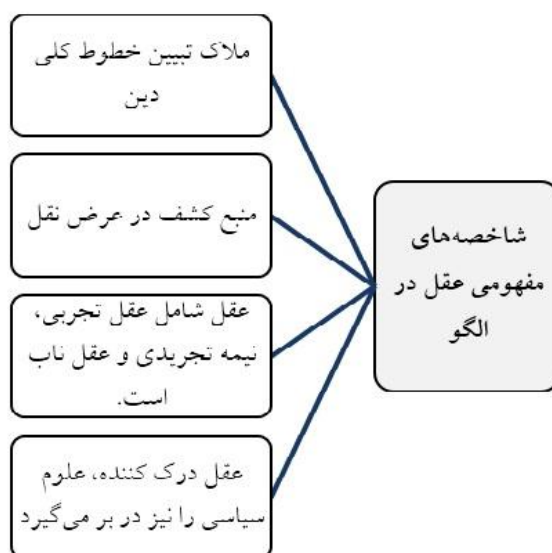 شاخصه‌های
مفهومی عقل در
الگو
ملاک تبیین خطوط کلی
دین
منبع کشف در عرض نقل
عقل شامل عقل تجربی،
نیمه تجریدی و عقل ناب
است.
عقل درک کننده، علوم
سیاسی را نیز در بر می‌گیرد